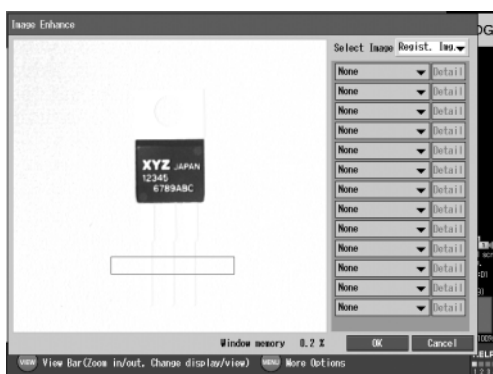 Image Enhance
Select Image Regist. Img.
None Detail
None Detail
None Detail
None Detail
None Detail
None Detail
None Detail
None Detail
None Detail
None Detail
None Detail
None Detail
None Detail
XYZ JAPAN
12345
6789ABC
Window memory 0.2 %
OK Cancel
VIEW View Bar(Zoom in/out, Change display/view) MENU More Options